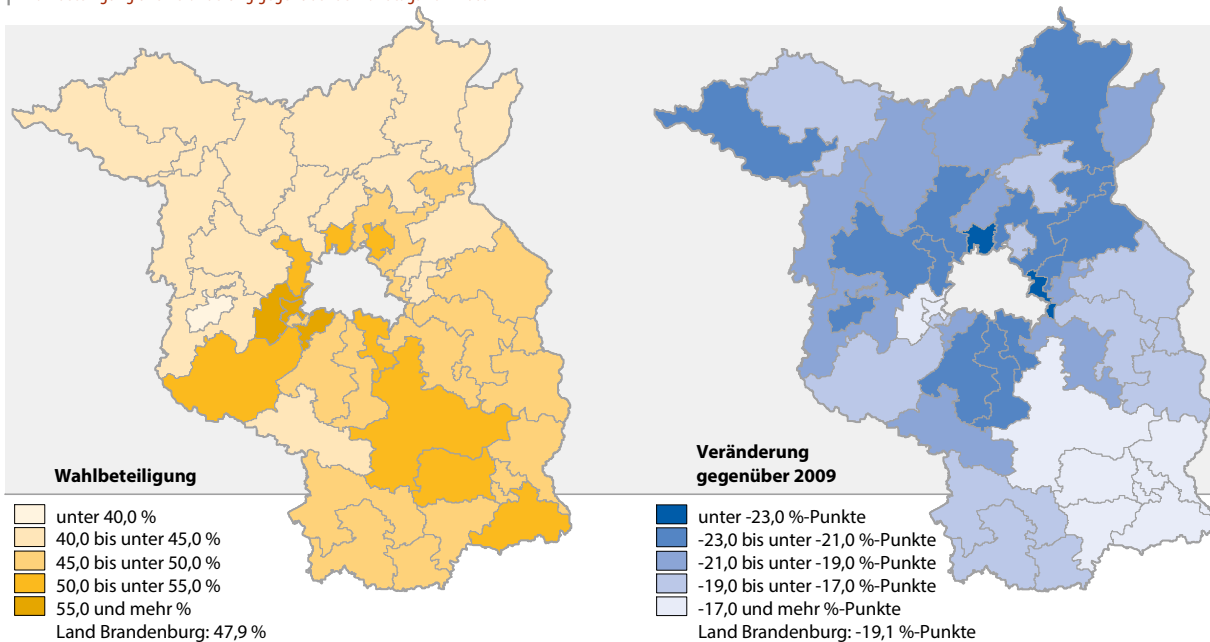 Wahlbeteiligung
unter 40,0 %
40,0 bis unter 45,0 %
45,0 bis unter 50,0 %
50,0 bis unter 55,0 %
55,0 und mehr %
Land Brandenburg: 47,9 %
Veränderung
gegenüber 2009
unter -23,0 %-Punkte
-23,0 bis unter -21,0 %-Punkte
-21,0 bis unter -19,0 %-Punkte
-19,0 bis unter -17,0 %-Punkte
-17,0 und mehr %-Punkte
Land Brandenburg: -19,1 %-Punkte